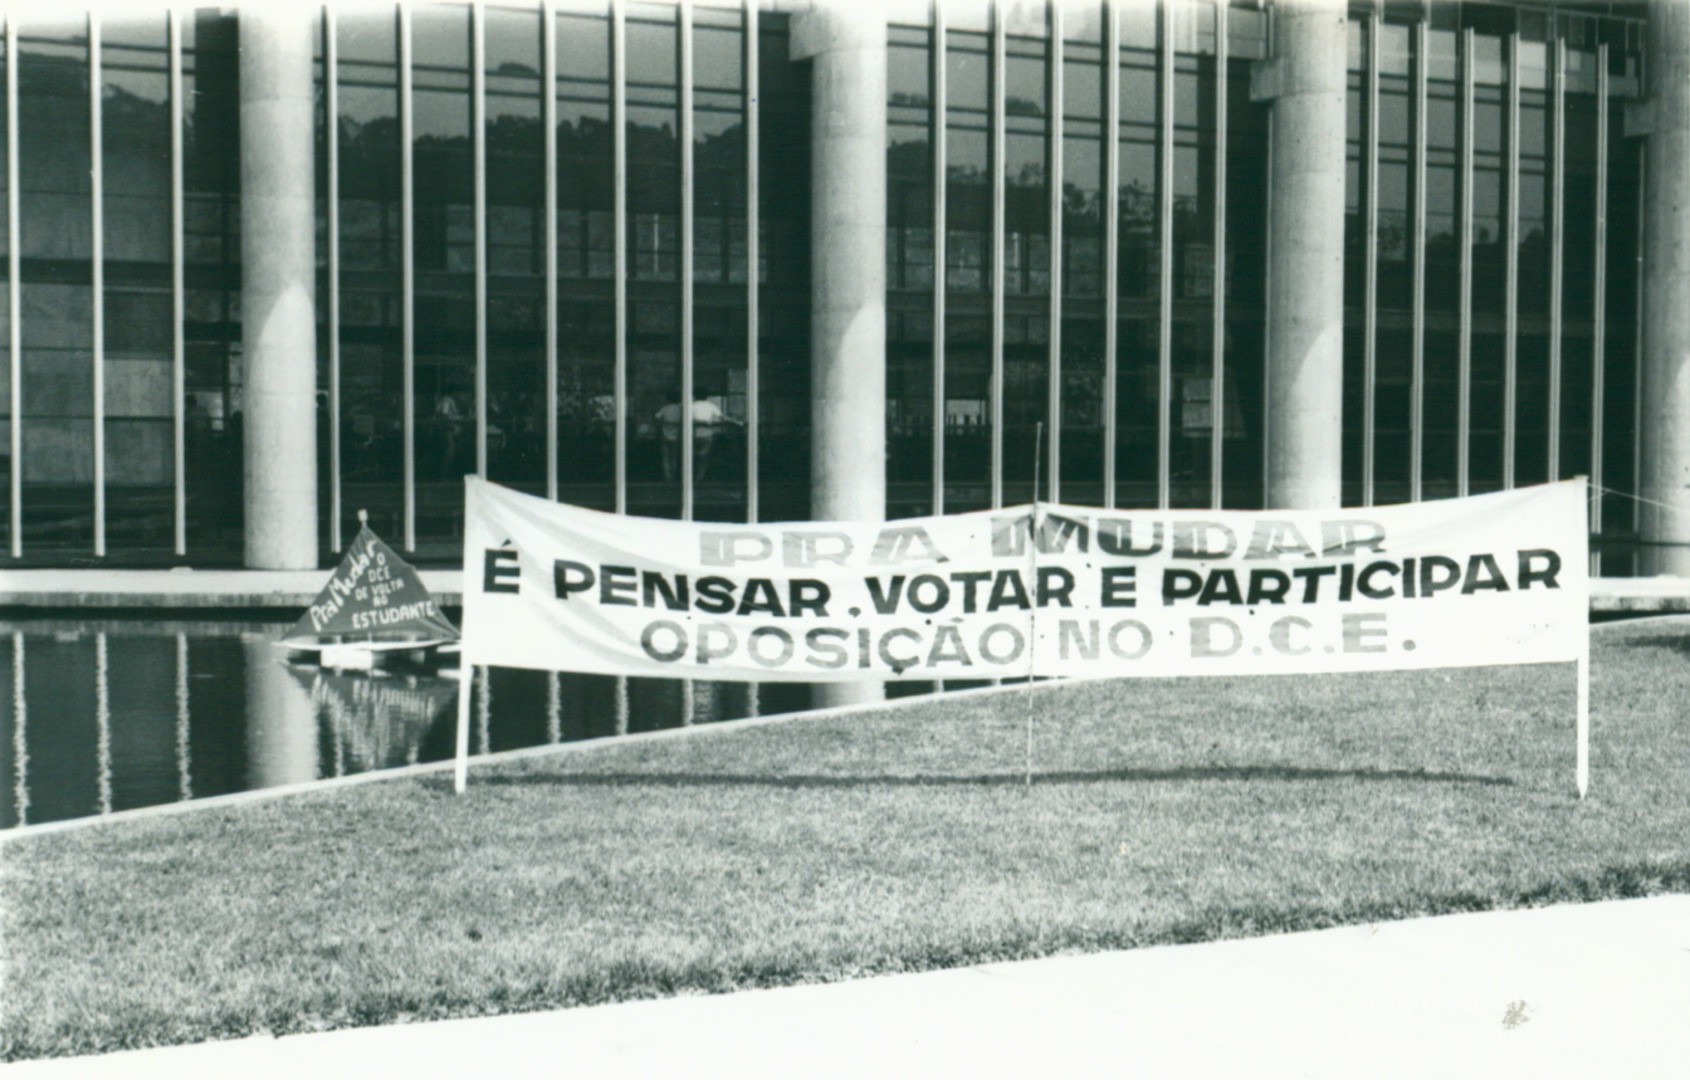 Pra Mudar
O
DCE
DE VOLTA
AO
ESTUDANTE
PRA MUDAR
É PENSAR, VOTAR E PARTICIPAR
OPOSIÇÃO NO D.C.E.